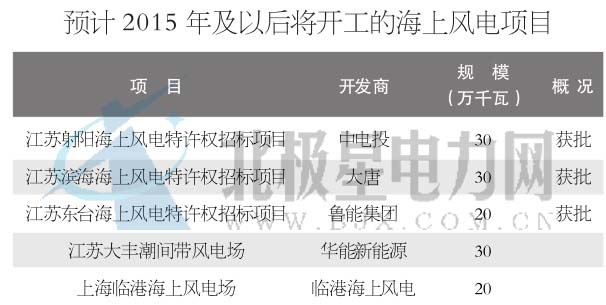 预计 2015 年及以后将开工的海上风电项目
项 目 开发商 规 模（万千瓦） 概 况
江苏射阳海上风电特许权招标项目 中电投 30 获批
江苏滨海海上风电特许权招标项目 大唐 30 获批
江苏东台海上风电特许权招标项目 鲁能集团 20 获批
江苏大丰潮间带风电场 华能新能源 30
上海临港海上风电场 临港海上风电 20
北极星电力网
WWW.BJX.COM.CN